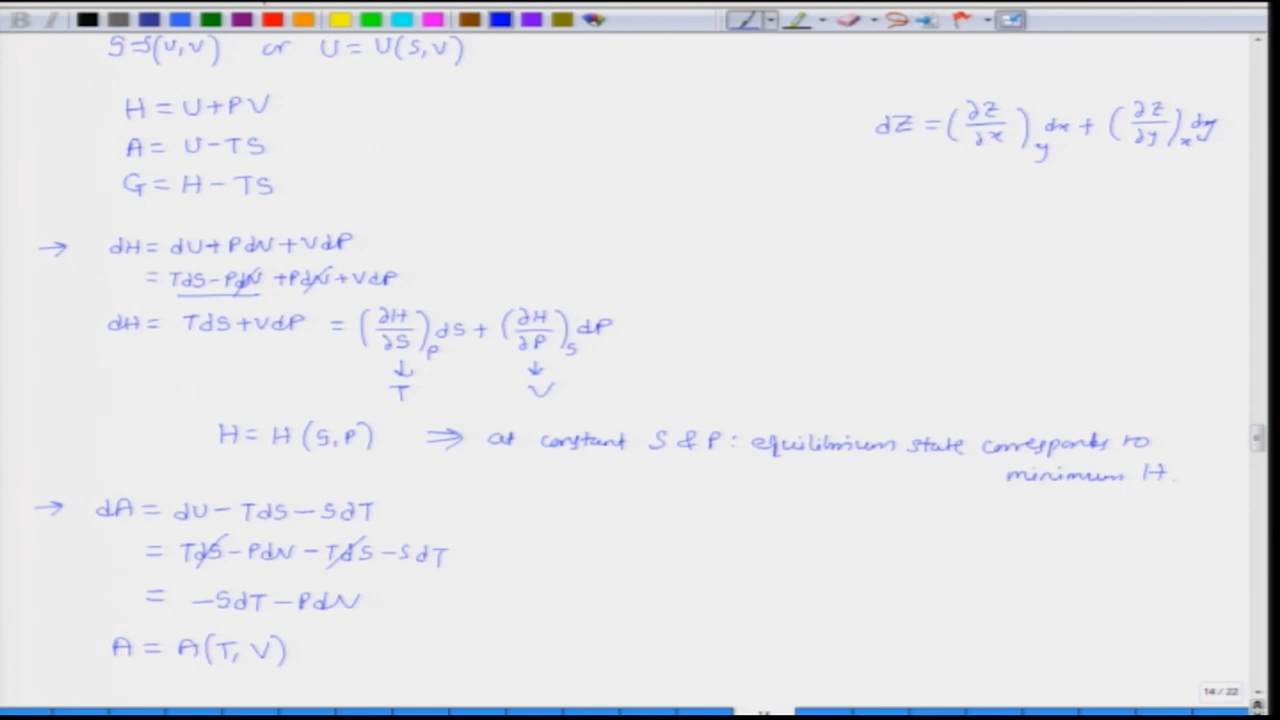 S=S(U,V) or U = U(S,V)
H = U+PV
A = U-TS
G = H-TS
dZ = (∂Z/∂x)_y dx + (∂Z/∂y)_x dy
→ dH = dU+PdV+VdP
= TdS-PdV +PdV+VdP
dH = TdS+VdP = (∂H/∂S)_P dS + (∂H/∂P)_S dP
↓ ↓
T V
H = H(S,P) ⇒ at constant S & P: equilibrium state corresponds to
minimum H.
→ dA = dU - TdS - SdT
= TdS - PdV - TdS - SdT
= -SdT - PdV
A = A(T, V)
14 / 22